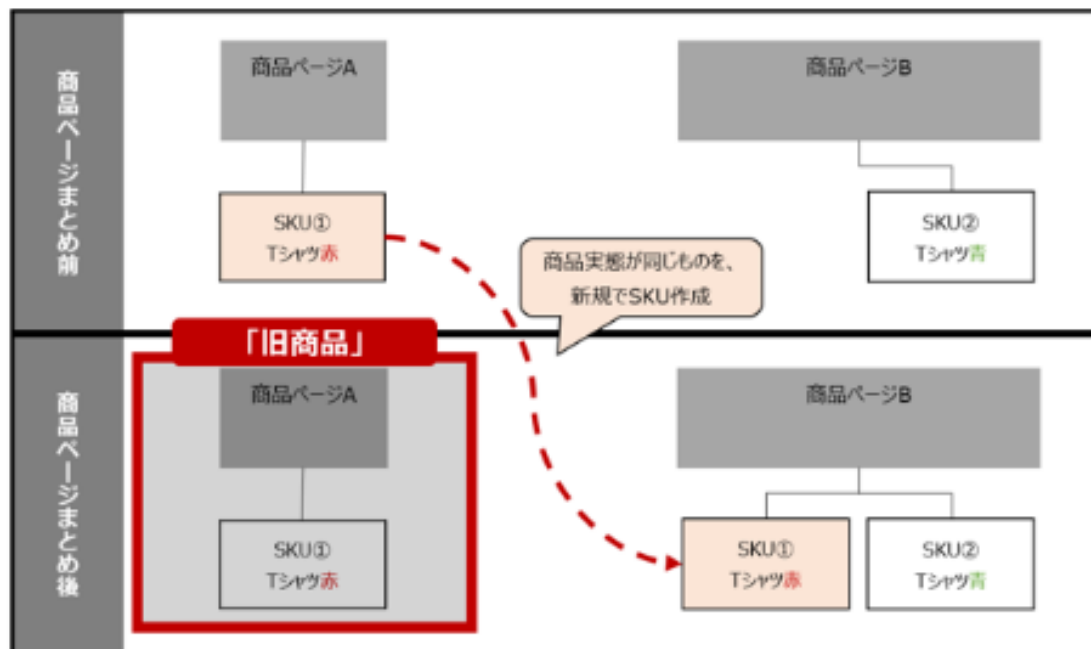 商品ページまとめ前
商品ページA
商品ページB
SKU①
Tシャツ赤
SKU②
Tシャツ青
商品実態が同じものを、
新規でSKU作成
商品ページまとめ後
「旧商品」
商品ページA
商品ページB
SKU①
Tシャツ赤
SKU①
Tシャツ赤
SKU②
Tシャツ青